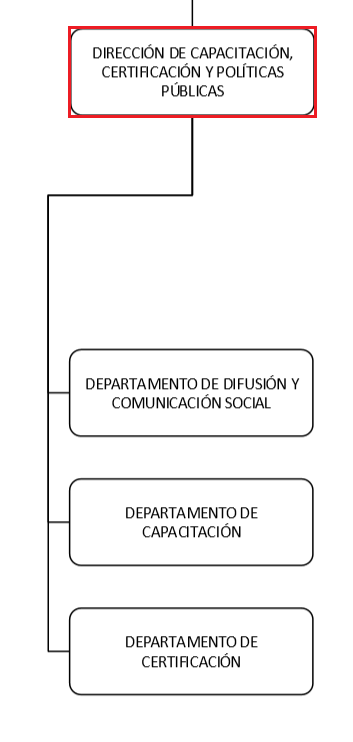 DIRECCIÓN DE CAPACITACIÓN,
CERTIFICACIÓN Y POLÍTICAS
PÚBLICAS
DEPARTAMENTO DE DIFUSIÓN Y
COMUNICACIÓN SOCIAL
DEPARTAMENTO DE
CAPACITACIÓN
DEPARTAMENTO DE
CERTIFICACIÓN